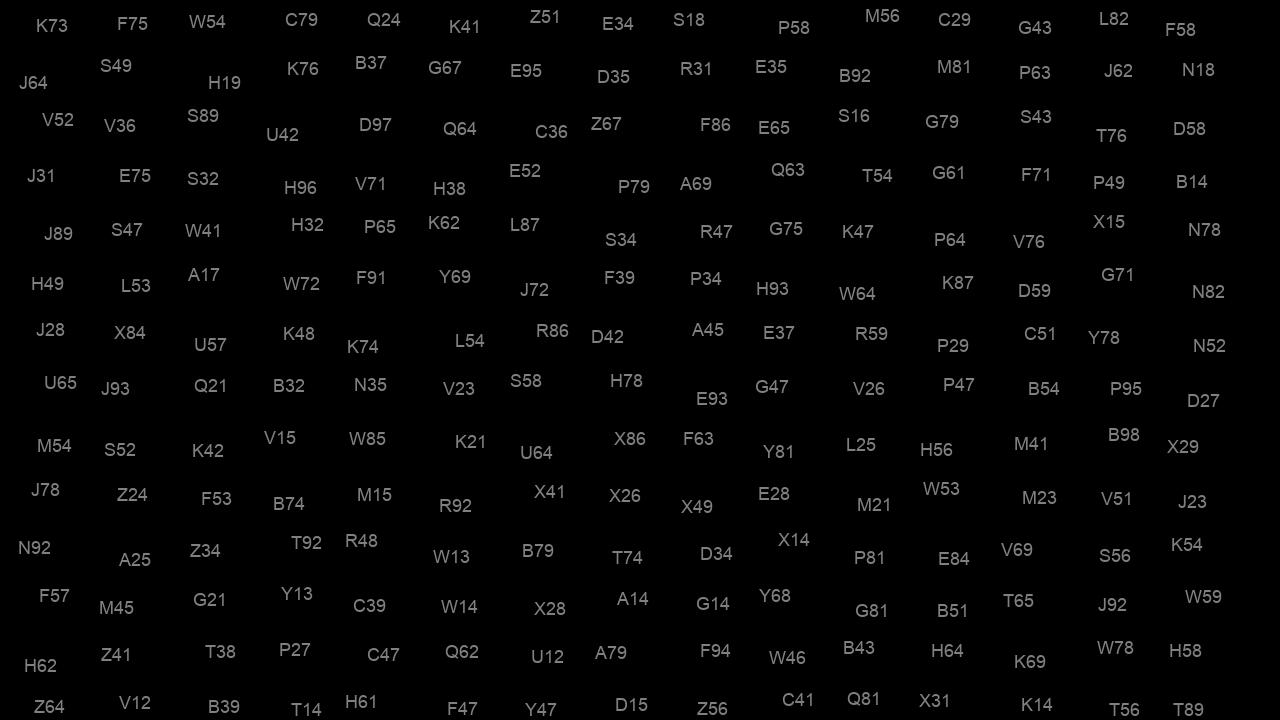 K73 F75 W54 C79 Q24 K41 Z51 E34 S18 P58 M56 C29 G43 L82 F58
J64 S49 H19 K76 B37 G67 E95 D35 R31 E35 B92 M81 P63 J62 N18
V52 V36 S89 U42 D97 Q64 C36 Z67 F86 E65 S16 G79 S43 T76 D58
J31 E75 S32 H96 V71 H38 E52 P79 A69 Q63 T54 G61 F71 P49 B14
J89 S47 W41 H32 P65 K62 L87 S34 R47 G75 K47 P64 V76 X15 N78
H49 L53 A17 W72 F91 Y69 J72 F39 P34 H93 W64 K87 D59 G71 N82
J28 X84 U57 K48 K74 L54 R86 D42 A45 E37 R59 P29 C51 Y78 N52
U65 J93 Q21 B32 N35 V23 S58 H78 E93 G47 V26 P47 B54 P95 D27
M54 S52 K42 V15 W85 K21 U64 X86 F63 Y81 L25 H56 M41 B98 X29
J78 Z24 F53 B74 M15 R92 X41 X26 X49 E28 M21 W53 M23 V51 J23
N92 A25 Z34 T92 R48 W13 B79 T74 D34 X14 P81 E84 V69 S56 K54
F57 M45 G21 Y13 C39 W14 X28 A14 G14 Y68 G81 B51 T65 J92 W59
H62 Z41 T38 P27 C47 Q62 U12 A79 F94 W46 B43 H64 K69 W78 H58
Z64 V12 B39 T14 H61 F47 Y47 D15 Z56 C41 Q81 X31 K14 T56 T89